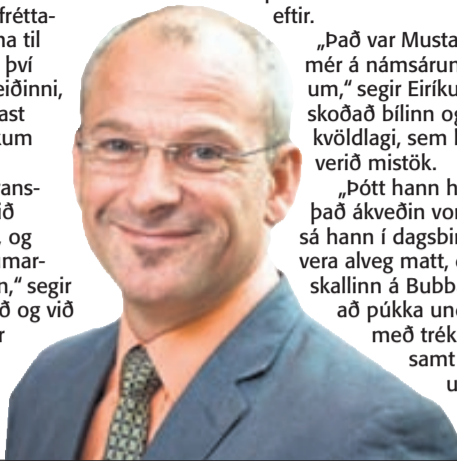 frétta-
na til
því
eiðinni,
ast
kum
rans-
ið
, og
mar-
n,“ segir
ð og við
r
eftir.
„Það var Musta
mér á námsárun
um,“ segir Eiríku
skoðað bílinn og
kvöldlagi, sem h
verið mistök.
„Þótt hann h
það ákveðin von
sá hann í dagsbir
vera alveg matt, e
skallinn á Bubb
að púkka und
með trék
samt
u